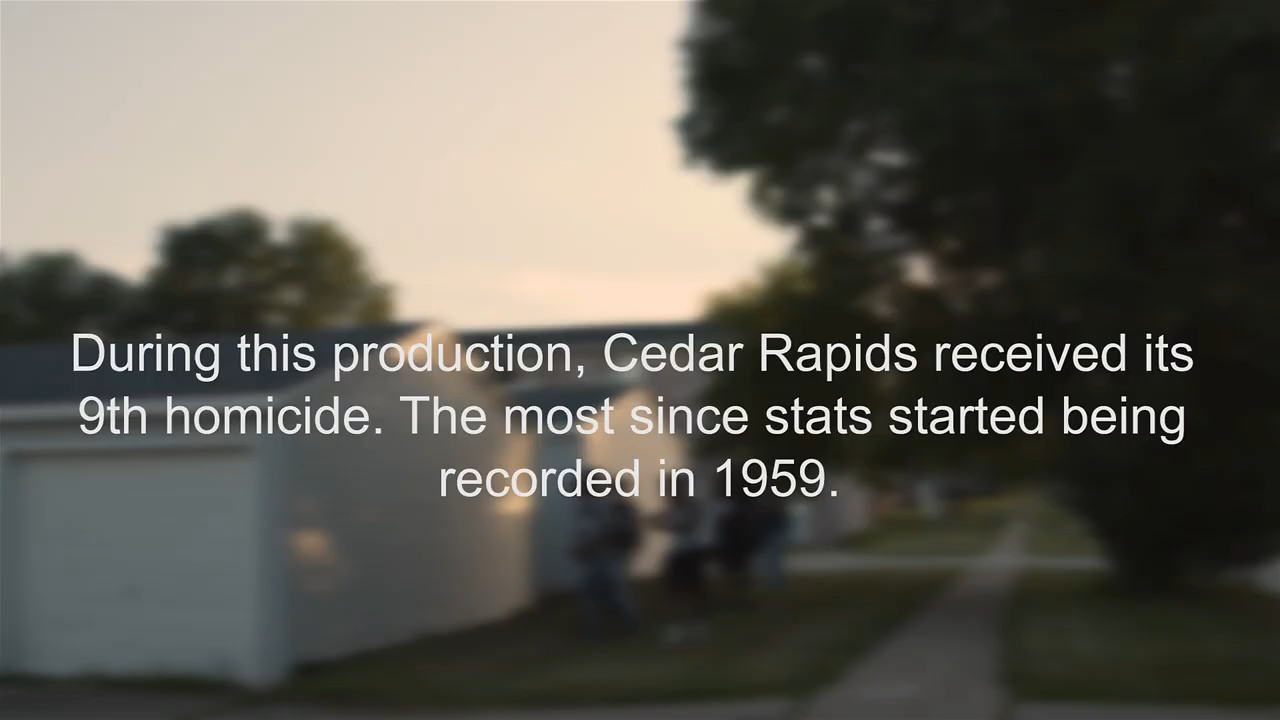 During this production, Cedar Rapids received its
9th homicide. The most since stats started being
recorded in 1959.